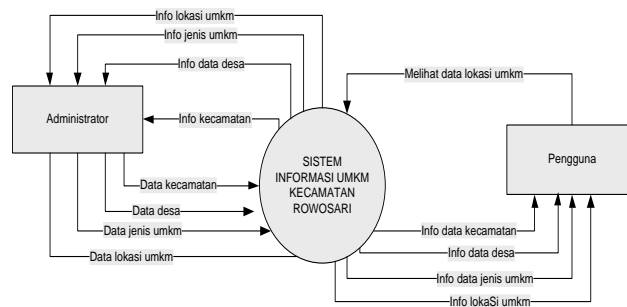 Info lokasi umkm
Info jenis umkm
Info data desa
Melihat data lokasi umkm
Administrator
Info kecamatan
SISTEM
INFORMASI UMKM
KECAMATAN
ROWOSARI
Pengguna
Data kecamatan
Data desa
Data jenis umkm
Data lokasi umkm
Info data kecamatan
Info data desa
Info data jenis umkm
Info lokaSi umkm